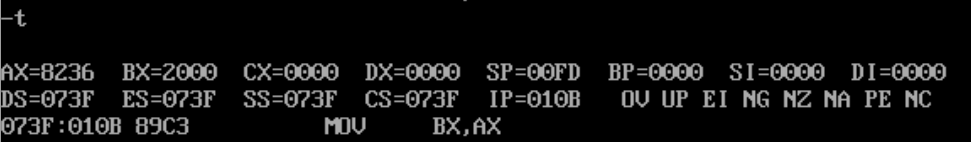 -t
AX=8236 BX=2000 CX=0000 DX=0000 SP=00FD BP=0000 SI=0000 DI=0000
DS=073F ES=073F SS=073F CS=073F IP=010B OV UP EI NG NZ NA PE NC
073F:010B 89C3 MOV BX,AX